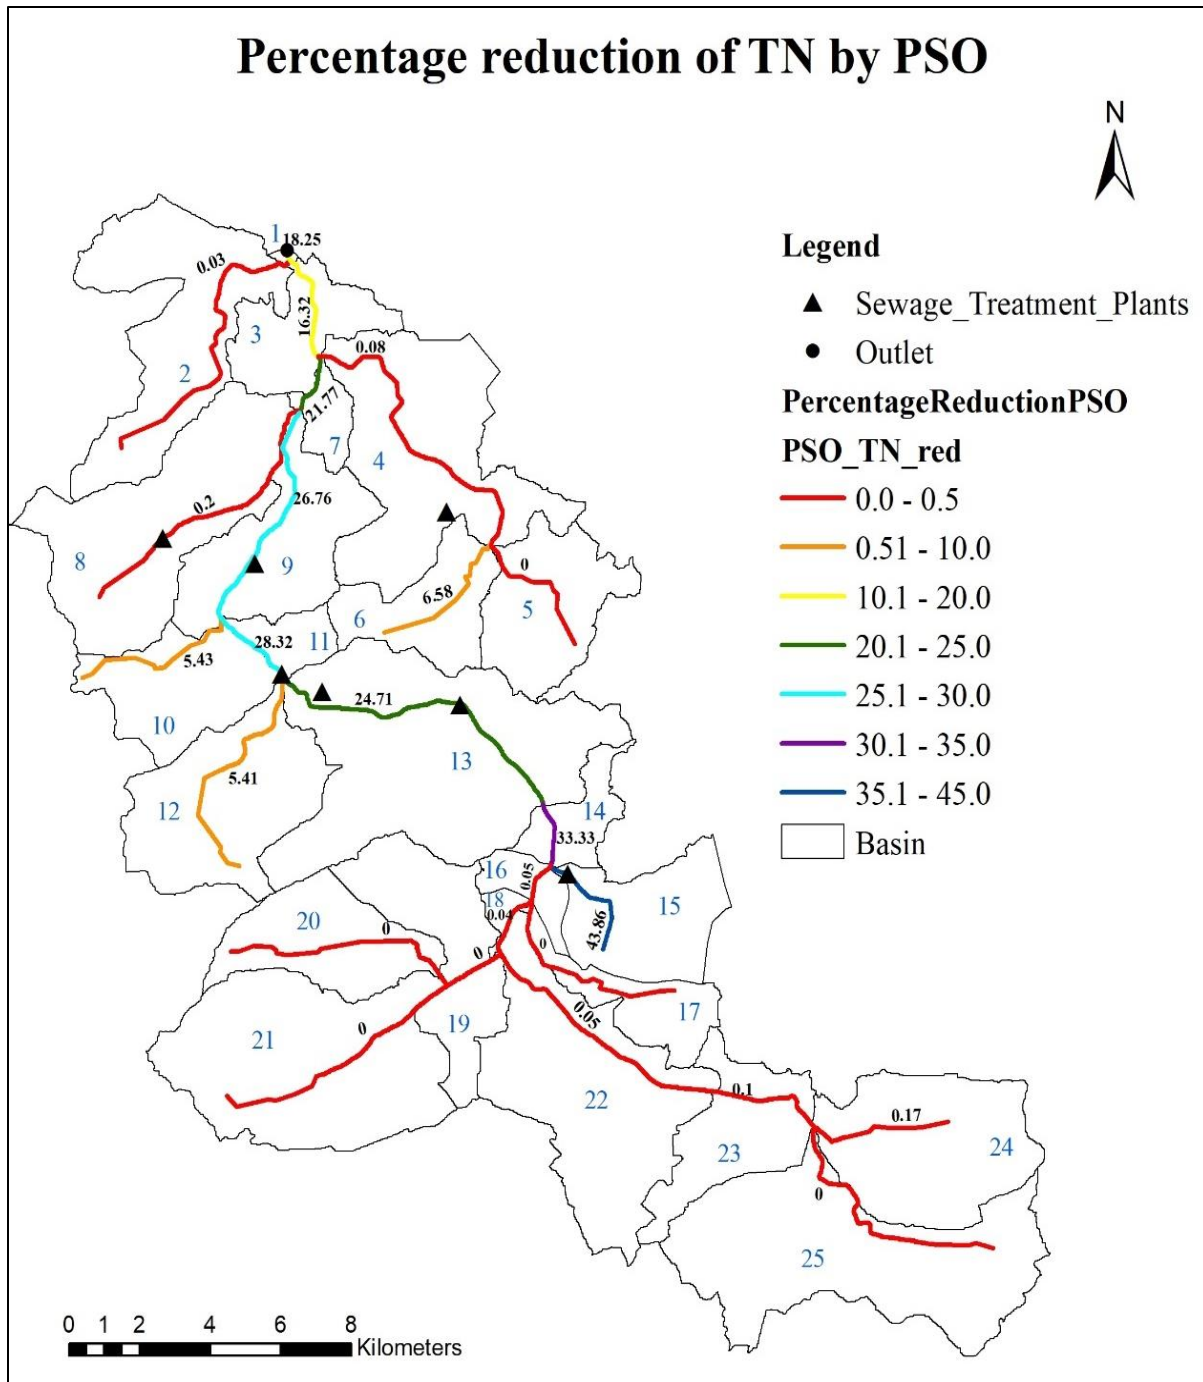 Percentage reduction of TN by PSO
N
Legend
Sewage_Treatment_Plants
Outlet
PercentageReductionPSO
PSO_TN_red
0.0 - 0.5
0.51 - 10.0
10.1 - 20.0
20.1 - 25.0
25.1 - 30.0
30.1 - 35.0
35.1 - 45.0
Basin
1
18.25
0.03
16.32
3
0.08
2
21.77
7
4
26.76
0.2
8
9
0
6.58
5
6
11
28.32
5.43
24.71
10
13
5.41
12
14
33.33
16
0.05
18
0.04
15
43.86
20
0
0
0
17
0.05
19
0
21
22
0.1
0.17
23
24
0
25
0 1 2 4 6 8
Kilometers